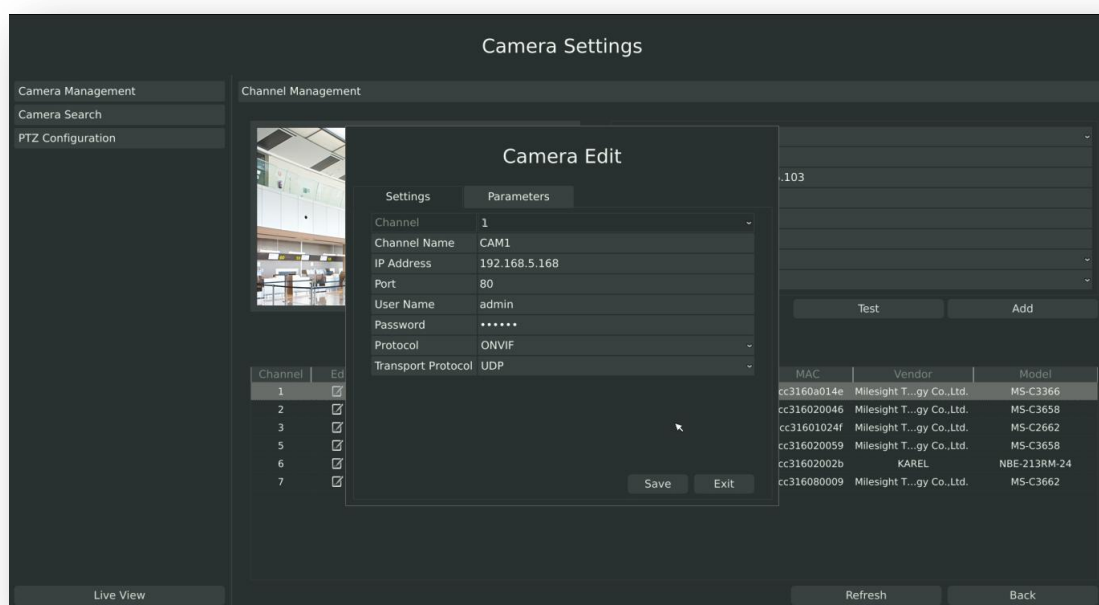 Camera Settings
Camera Management
Channel Management
Camera Search
PTZ Configuration
Camera Edit
.103
Settings Parameters
Channel 1
Channel Name CAM1
IP Address 192.168.5.168
Port 80
User Name admin
Password ••••••
Protocol ONVIF
Transport Protocol UDP
Test Add
Channel Ed MAC Vendor Model
1 cc3160a014e Milesight T...gy Co.,Ltd. MS-C3366
2 cc316020046 Milesight T...gy Co.,Ltd. MS-C3658
3 cc31601024f Milesight T...gy Co.,Ltd. MS-C2662
5 cc316020059 Milesight T...gy Co.,Ltd. MS-C3658
6 cc31602002b KAREL NBE-213RM-24
7 cc316080009 Milesight T...gy Co.,Ltd. MS-C3662
Save Exit
Live View Refresh Back